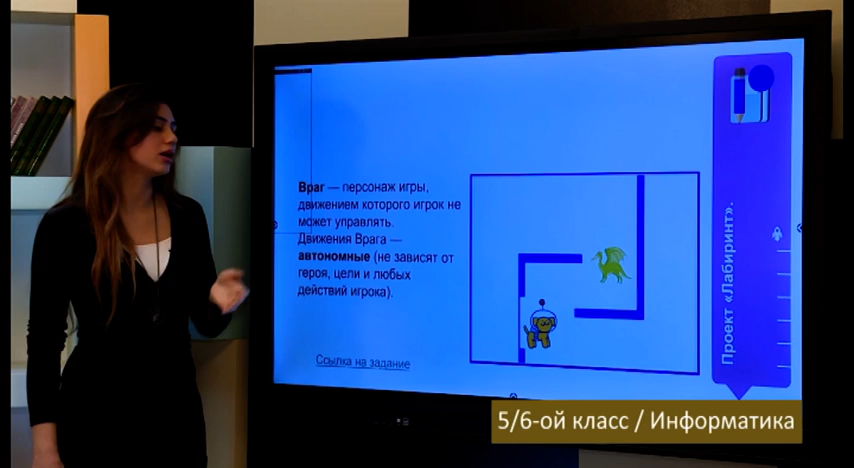 Враг — персонаж игры,
движением которого игрок не
может управлять.
Движения Врага —
автономные (не зависят от
героя, цели и любых
действий игрока).
Ссылка на задание
Проект «Лабиринт».
5/6-ой класс / Информатика